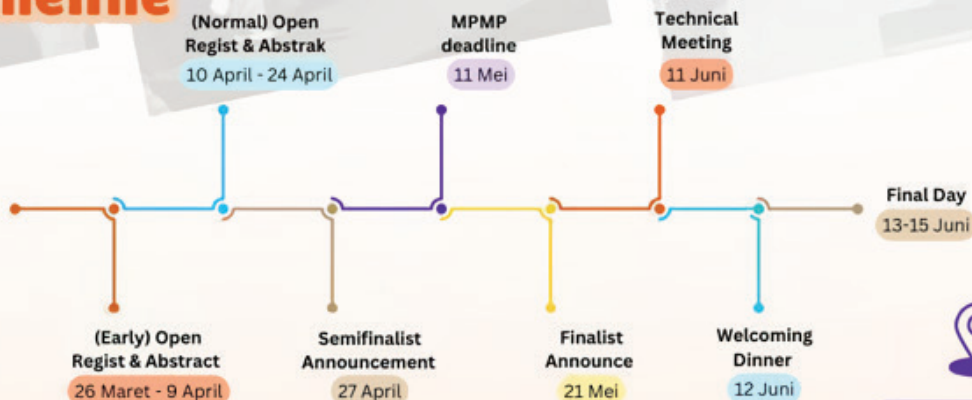 (Normal) Open
Regist & Abstrak
10 April - 24 April
MPMP
deadline
11 Mei
Technical
Meeting
11 Juni
Final Day
13-15 Juni
(Early) Open
Regist & Abstract
26 Maret - 9 April
Semifinalist
Announcement
27 April
Finalist
Announce
21 Mei
Welcoming
Dinner
12 Juni